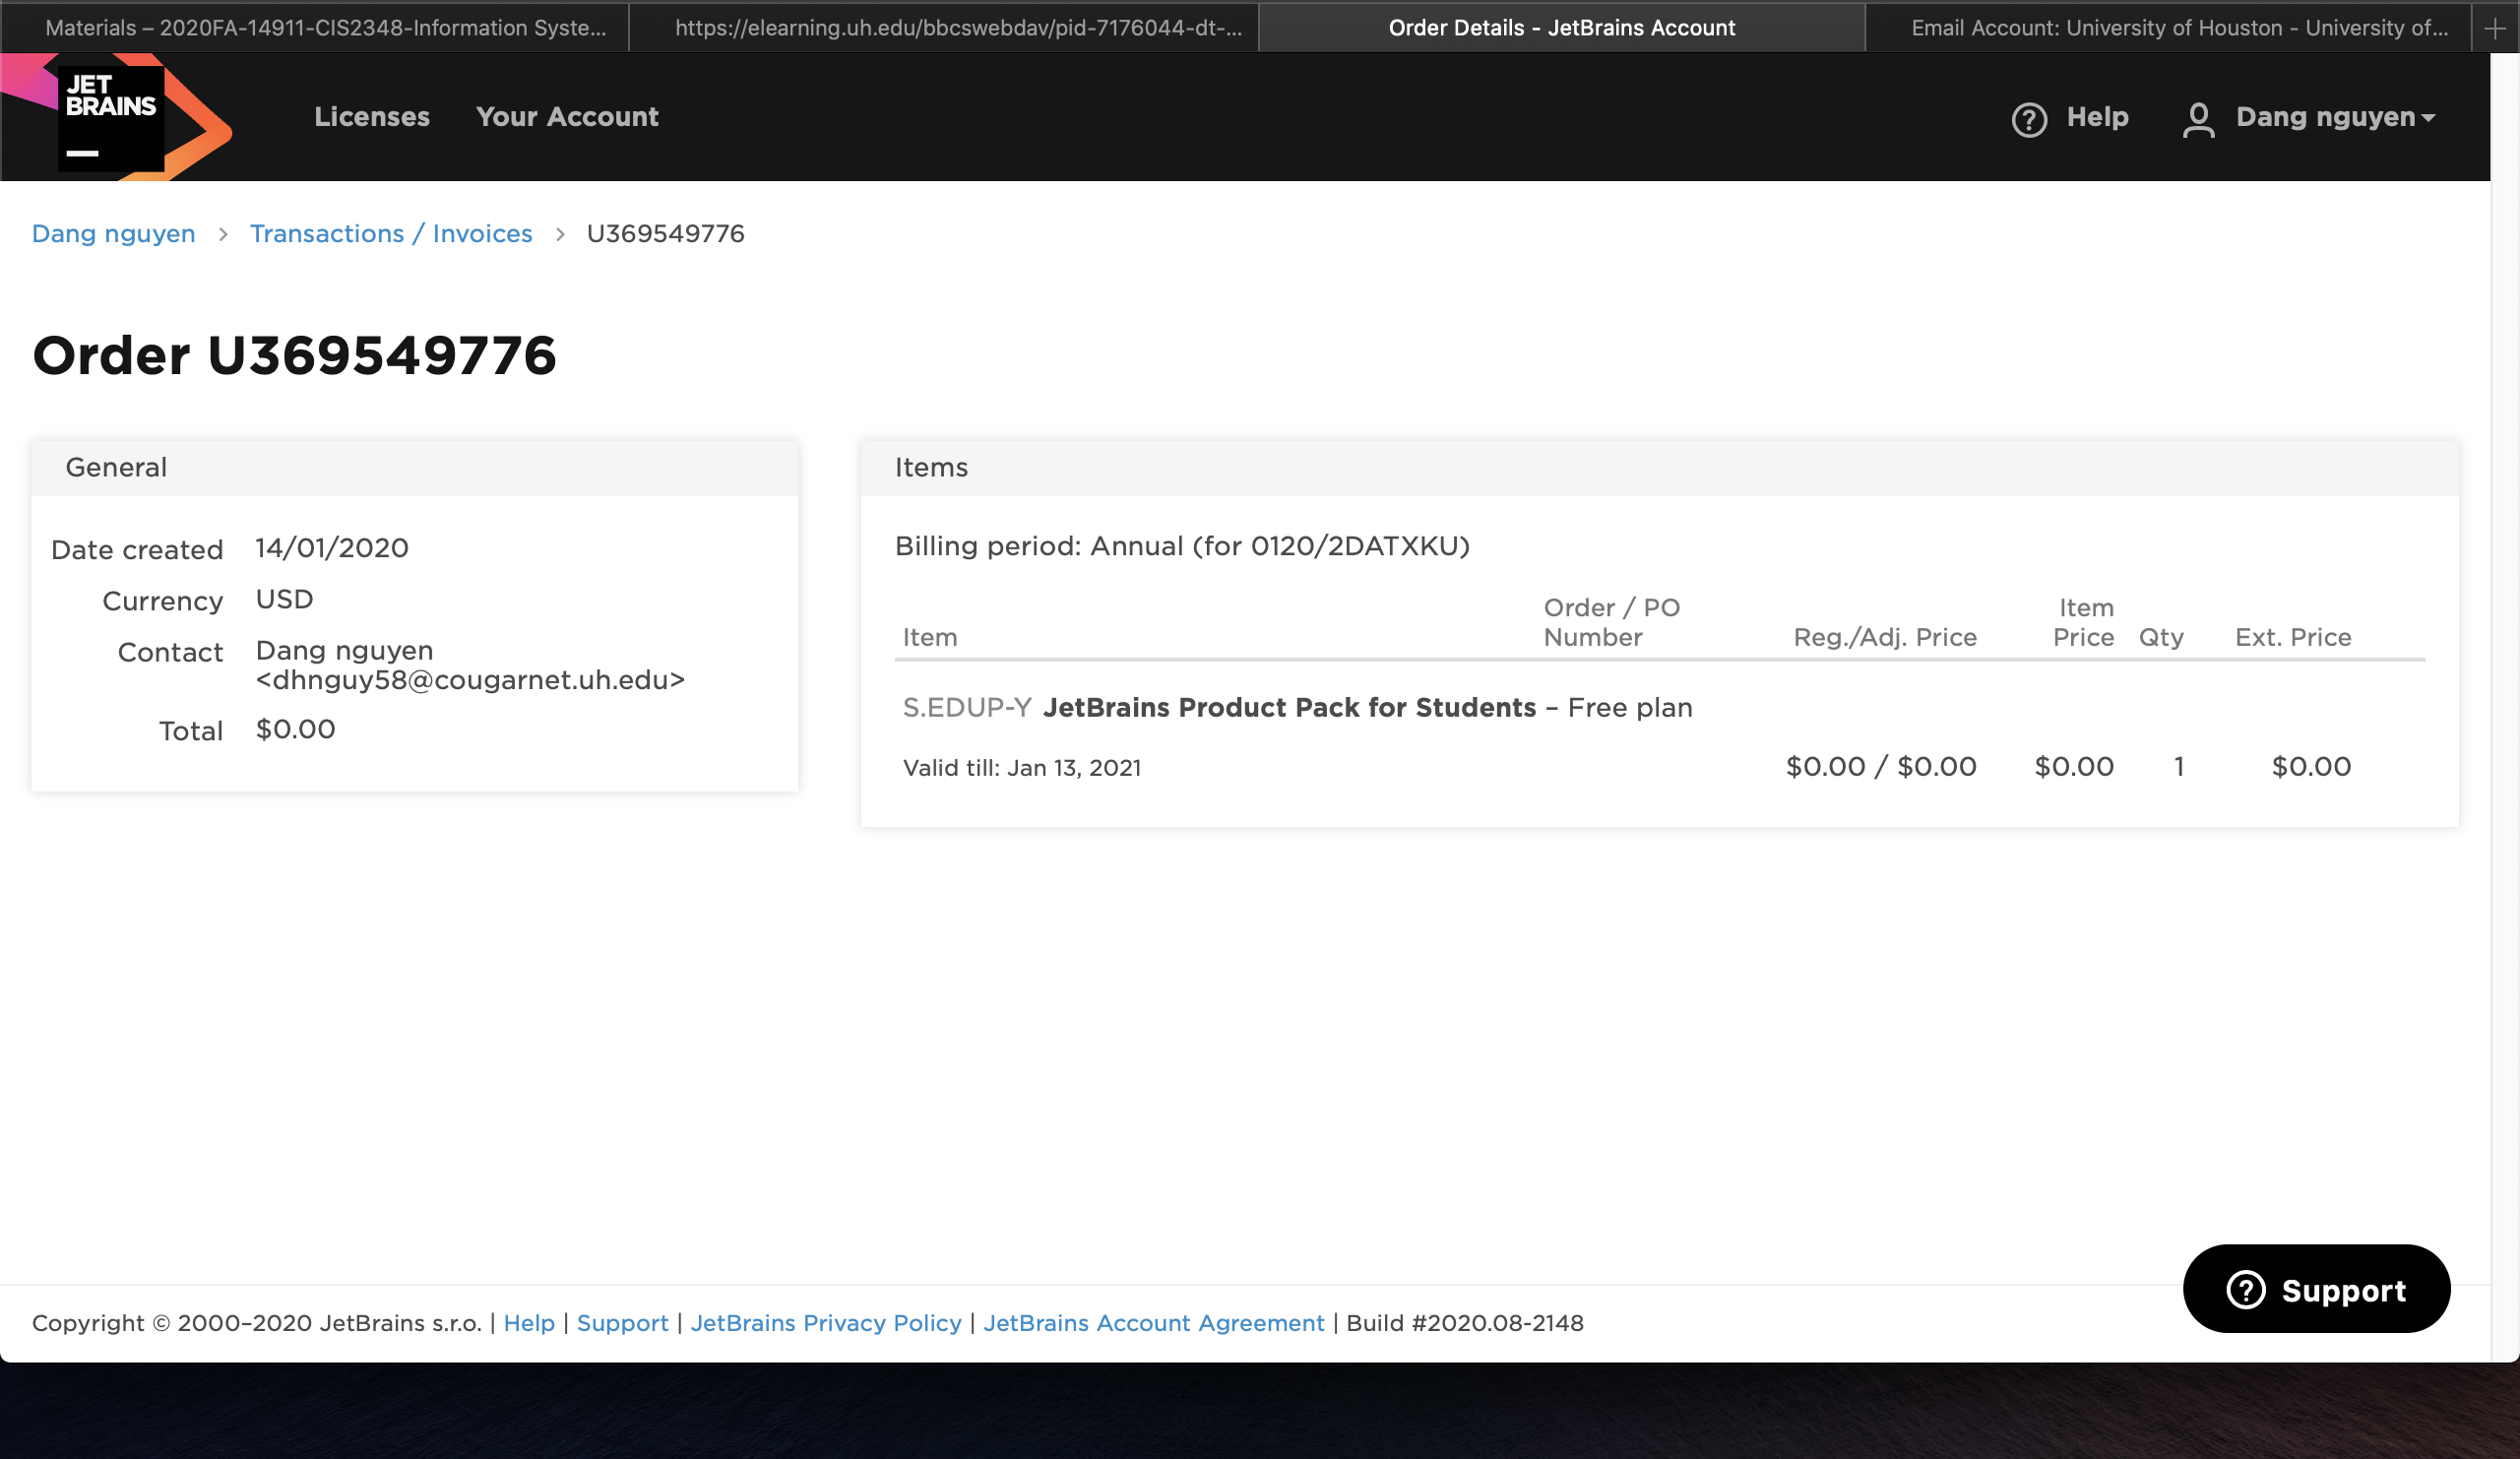 Materials – 2020FA-14911-CIS2348-Information Syste...
https://elearning.uh.edu/bbcswebdav/pid-7176044-dt-...
Order Details - JetBrains Account
Email Account: University of Houston - University of...
JET
BRAINS
Licenses
Your Account
Help
Dang nguyen
Dang nguyen > Transactions / Invoices > U369549776
Order U369549776
General
Date created 14/01/2020
Currency USD
Contact Dang nguyen
<dhnguy58@cougarnet.uh.edu>
Total $0.00
Items
Billing period: Annual (for 0120/2DATXKU)
Item
Order / PO
Number
Reg./Adj. Price
Item
Price
Qty
Ext. Price
S.EDUP-Y JetBrains Product Pack for Students – Free plan
Valid till: Jan 13, 2021 $0.00 / $0.00 $0.00 1 $0.00
Support
Copyright © 2000–2020 JetBrains s.r.o. | Help | Support | JetBrains Privacy Policy | JetBrains Account Agreement | Build #2020.08-2148